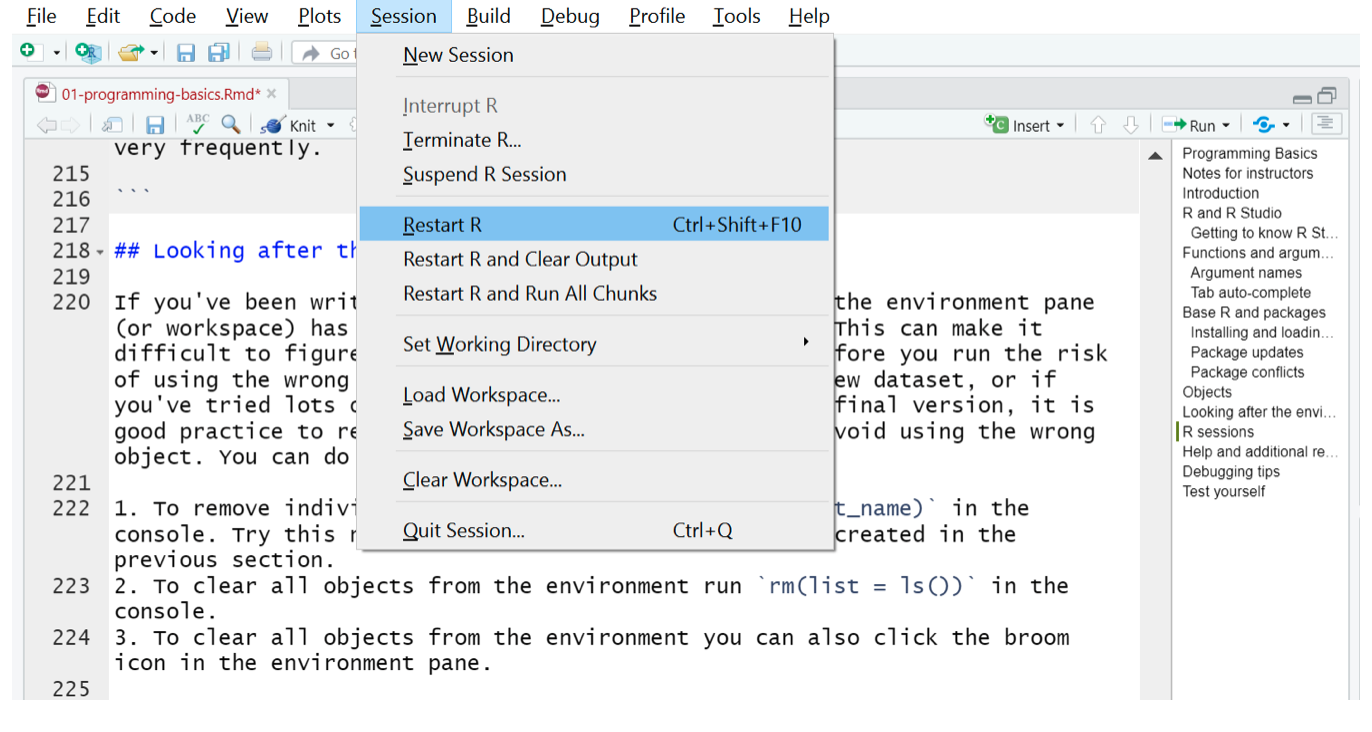 File Edit Code View Plots Session Build Debug Profile Tools Help
Go t
01-programming-basics.Rmd*
ABC Knit Insert Run
New Session
Interrupt R
Terminate R...
Suspend R Session
Restart R Ctrl+Shift+F10
Restart R and Clear Output
Restart R and Run All Chunks
Set Working Directory
Load Workspace...
Save Workspace As...
Clear Workspace...
Quit Session... Ctrl+Q
very frequently.
215
216 ```
217
218 ## Looking after th
219
220 If you've been writ the environment pane
(or workspace) has This can make it
difficult to figure fore you run the risk
of using the wrong ew dataset, or if
you've tried lots final version, it is
good practice to re void using the wrong
object. You can do
221
222 1. To remove indivi t_name)` in the
console. Try this created in the
previous section.
223 2. To clear all objects from the environment run `rm(list = ls())` in the
console.
224 3. To clear all objects from the environment you can also click the broom
icon in the environment pane.
225
Programming Basics
Notes for instructors
Introduction
R and R Studio
Getting to know R St...
Functions and argum...
Argument names
Tab auto-complete
Base R and packages
Installing and loadin...
Package updates
Package conflicts
Objects
Looking after the envi...
R sessions
Help and additional re...
Debugging tips
Test yourself